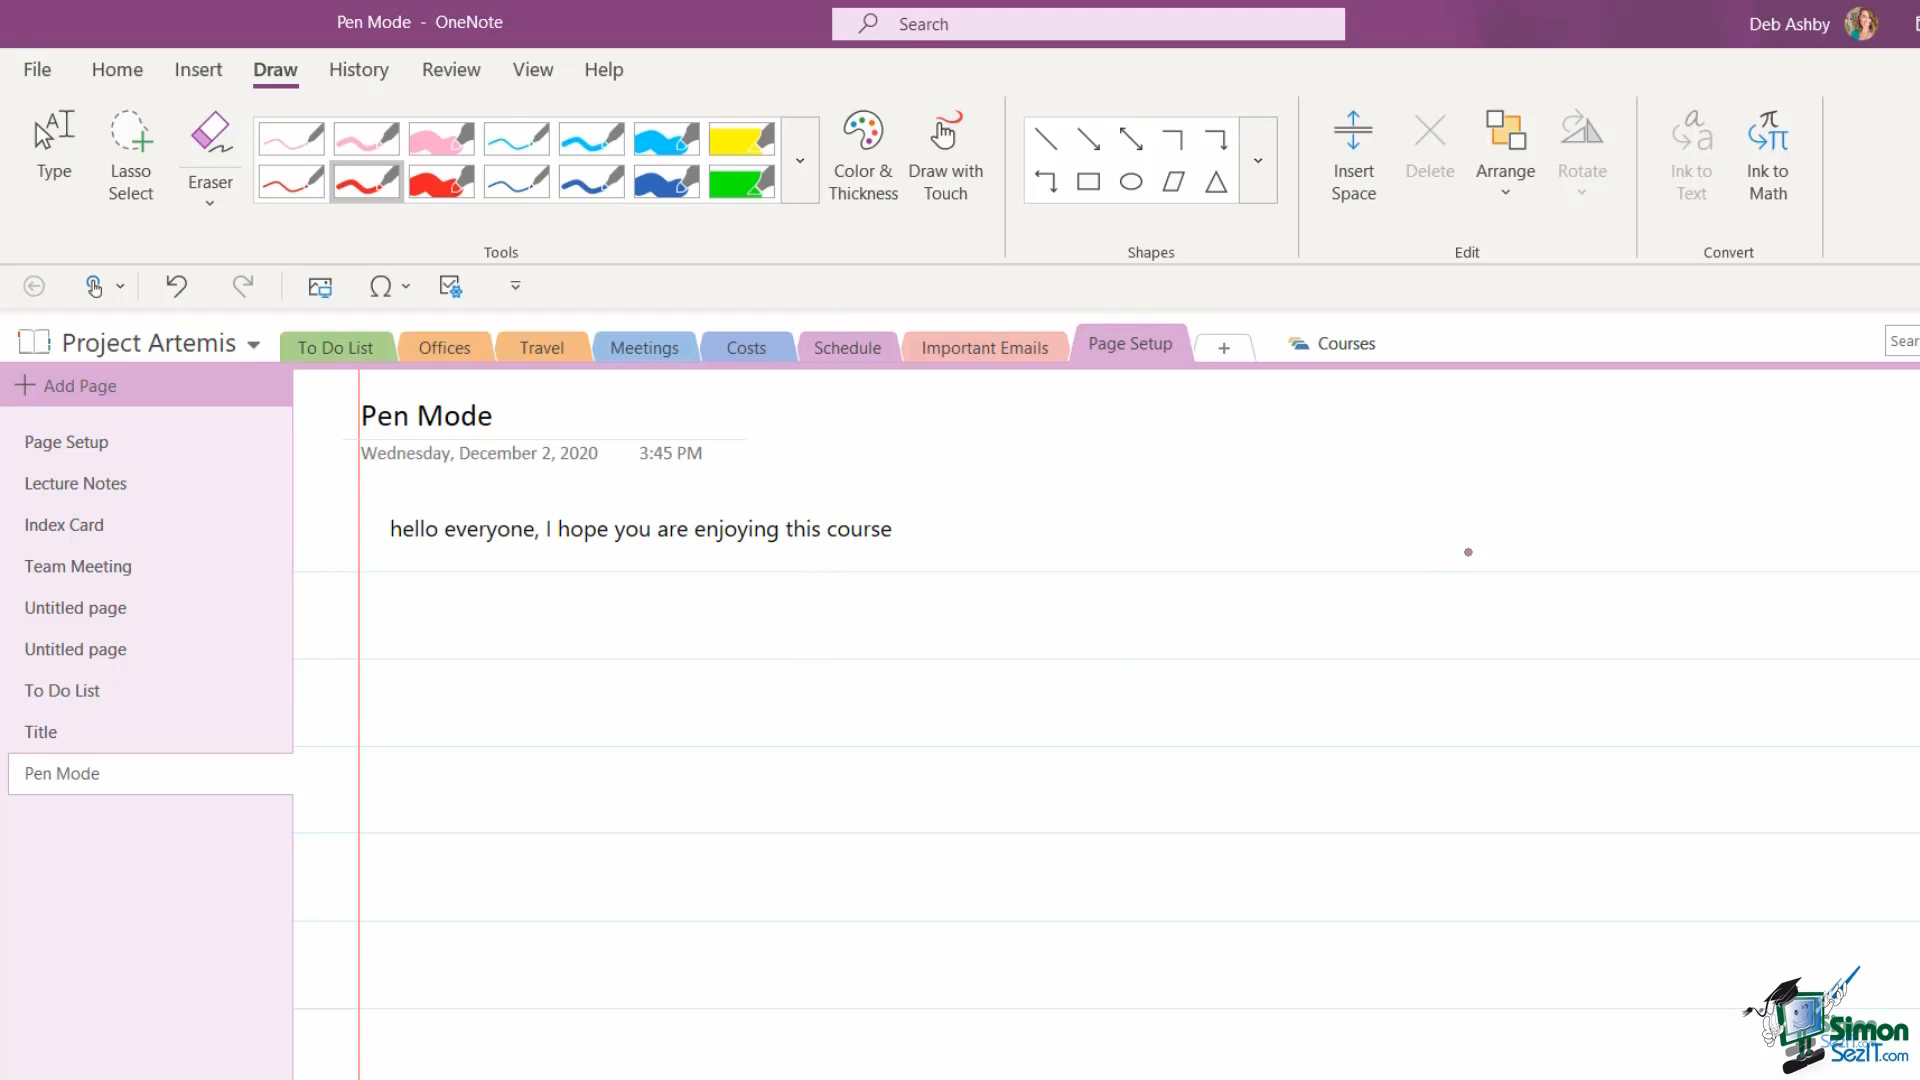 Pen Mode - OneNote
Search
Deb Ashby
File Home Insert Draw History Review View Help
Type
Lasso Select
Eraser
Color & Thickness
Draw with Touch
Insert Space
Delete
Arrange
Rotate
Ink to Text
Ink to Math
Tools
Shapes
Edit
Convert
Project Artemis
To Do List
Offices
Travel
Meetings
Costs
Schedule
Important Emails
Page Setup
Courses
Sear
Add Page
Page Setup
Lecture Notes
Index Card
Team Meeting
Untitled page
Untitled page
To Do List
Title
Pen Mode
Pen Mode
Wednesday, December 2, 2020 3:45 PM
hello everyone, I hope you are enjoying this course
Simon
SezIT.com